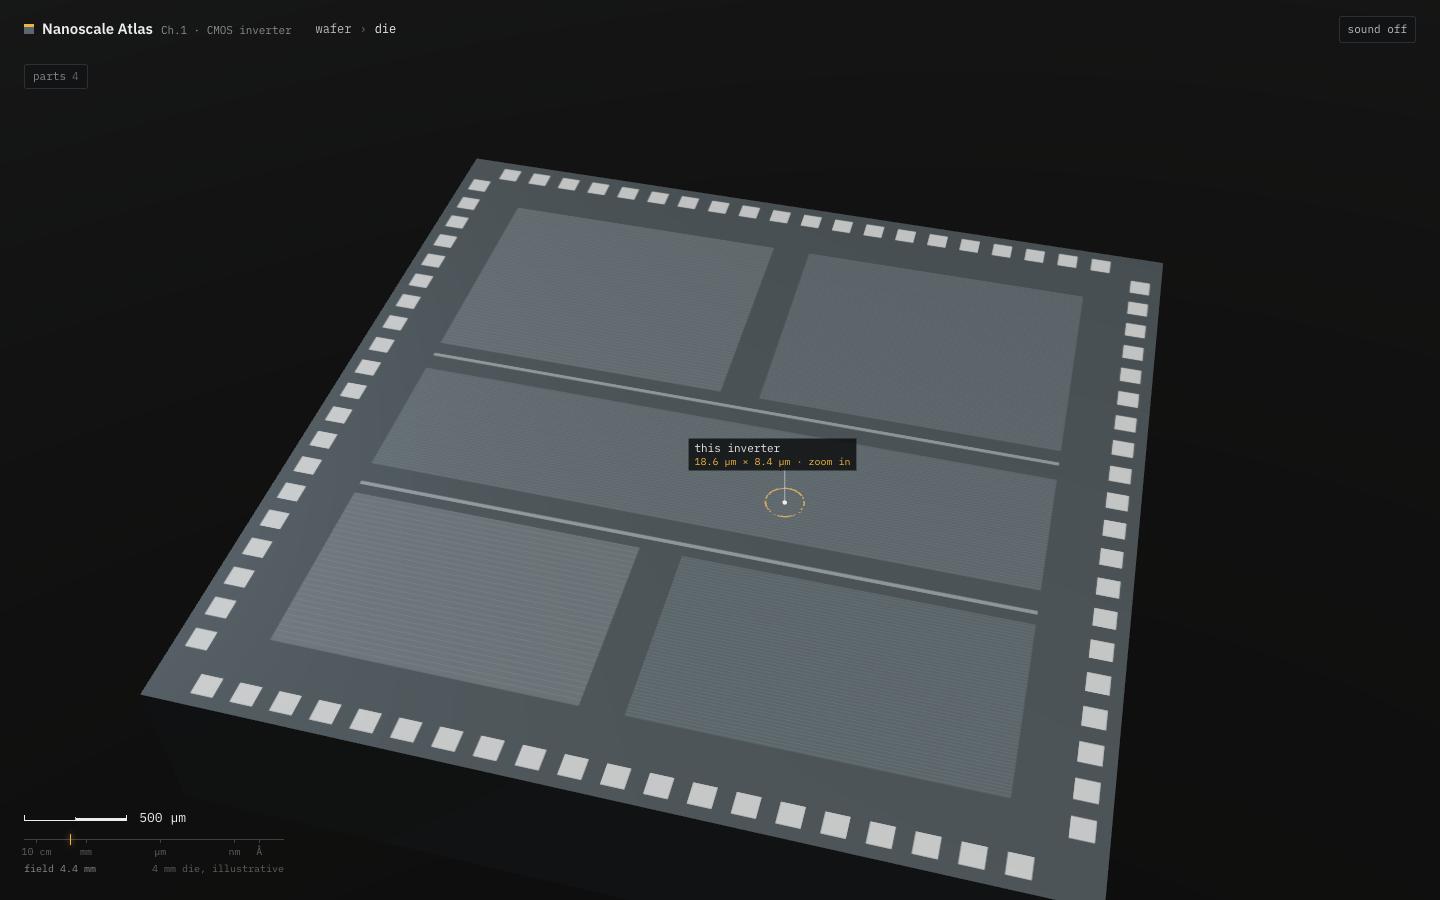 Nanoscale Atlas Ch.1 · CMOS inverter wafer › die
sound off
parts 4
this inverter
18.6 µm × 8.4 µm · zoom in
500 µm
10 cm mm µm nm Å
field 4.4 mm 4 mm die, illustrative